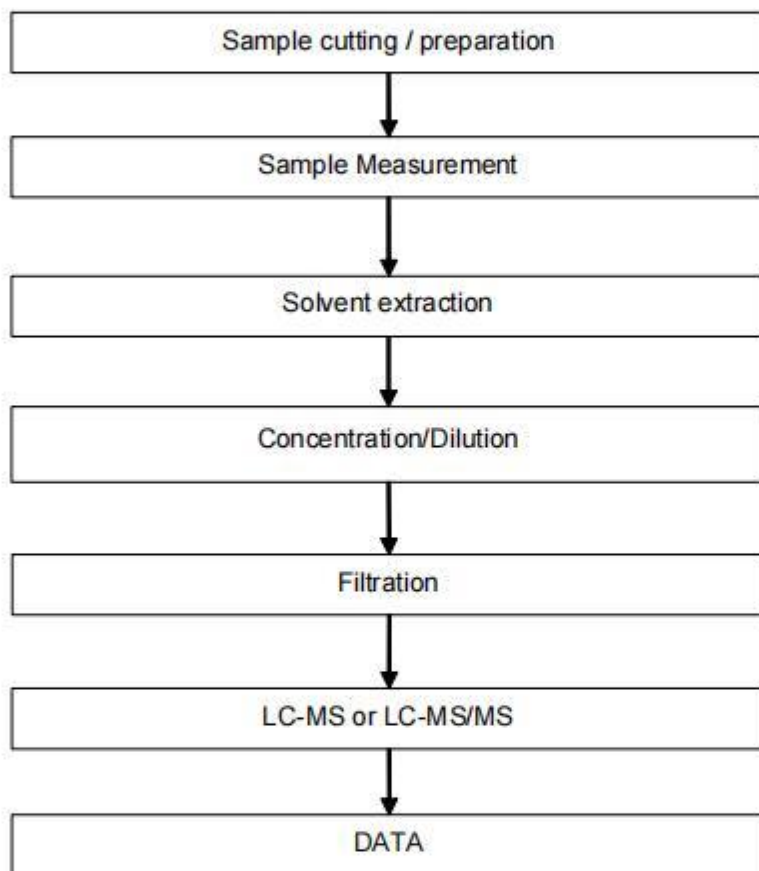 Sample cutting / preparation
Sample Measurement
Solvent extraction
Concentration/Dilution
Filtration
LC-MS or LC-MS/MS
DATA